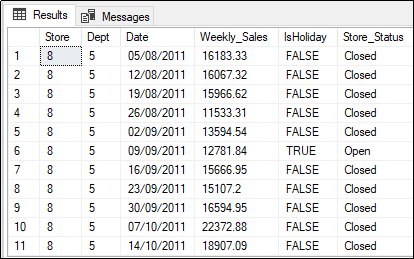 Results Messages
Store Dept Date Weekly_Sales IsHoliday Store_Status
1 8 5 05/08/2011 16183.33 FALSE Closed
2 8 5 12/08/2011 16067.32 FALSE Closed
3 8 5 19/08/2011 15966.62 FALSE Closed
4 8 5 26/08/2011 11533.31 FALSE Closed
5 8 5 02/09/2011 13594.54 FALSE Closed
6 8 5 09/09/2011 12781.84 TRUE Open
7 8 5 16/09/2011 15666.95 FALSE Closed
8 8 5 23/09/2011 15107.2 FALSE Closed
9 8 5 30/09/2011 16594.95 FALSE Closed
10 8 5 07/10/2011 22372.88 FALSE Closed
11 8 5 14/10/2011 18907.09 FALSE Closed